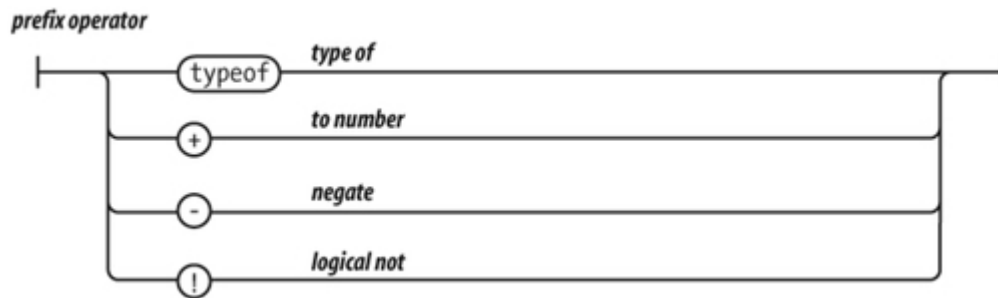 prefix operator
typeof type of
+ to number
- negate
! logical not